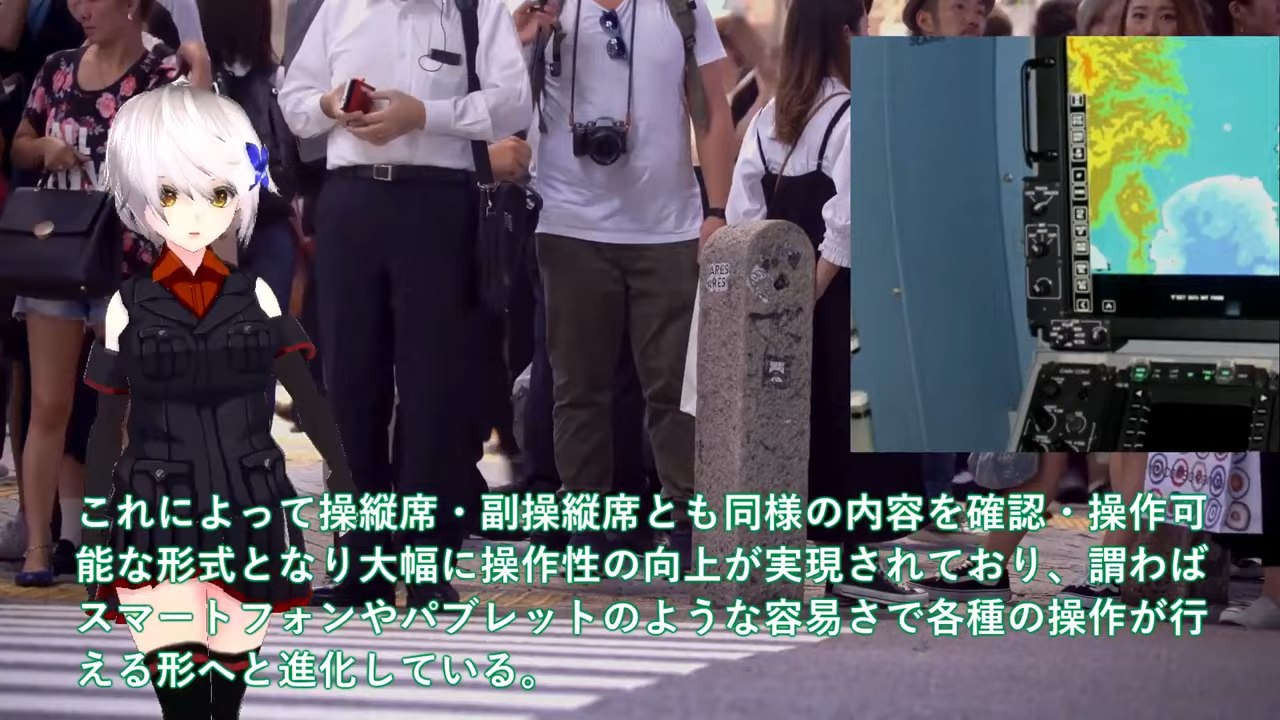 ALL
ARES
ARES
これによって操縦席・副操縦席とも同様の内容を確認・操作可
能な形式となり大幅に操作性の向上が実現されており、謂わば
スマートフォンやパブレットのような容易さで各種の操作が行
える形へと進化している。